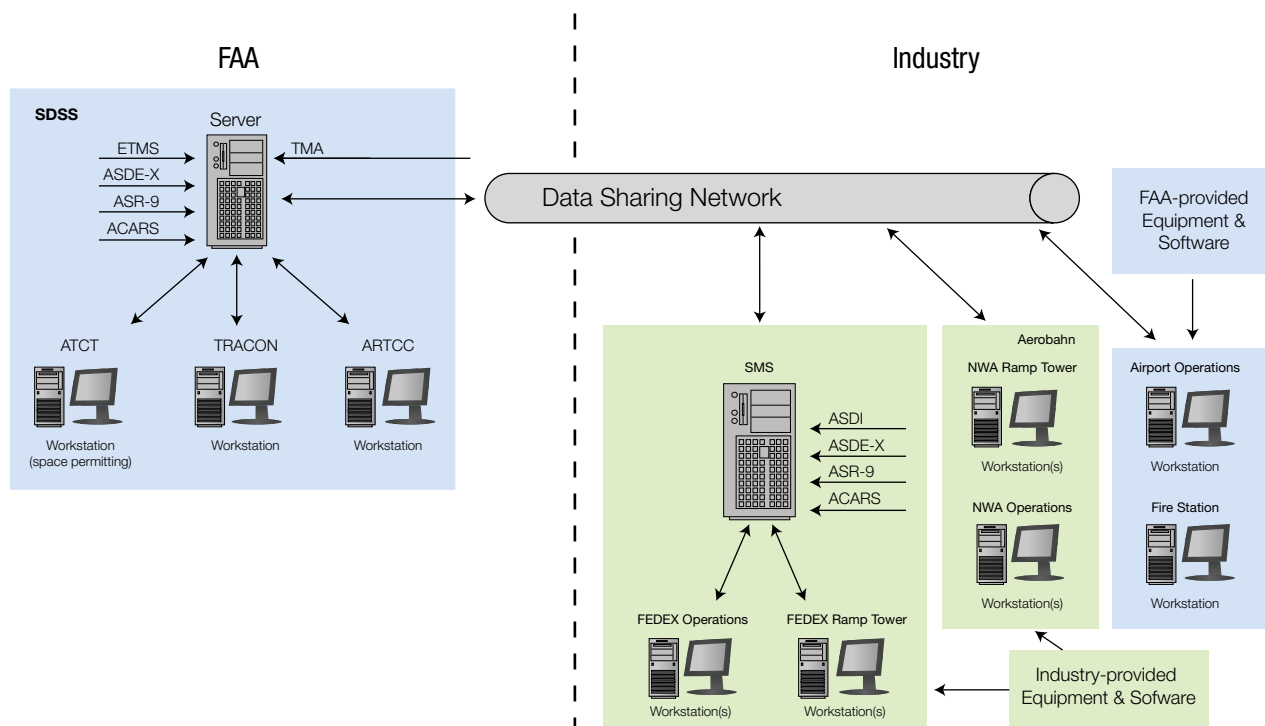 FAA
Industry
SDSS
Server
ETMS
TMA
ASDE-X
ASR-9
ACARS
ATCT
TRACON
ARTCC
Workstation
(space permitting)
Workstation
Workstation
Data Sharing Network
FAA-provided
Equipment &
Software
SMS
ASDI
ASDE-X
ASR-9
ACARS
FEDEX Operations
FEDEX Ramp Tower
Workstation(s)
Workstation(s)
Aerobahn
NWA Ramp Tower
Workstation(s)
NWA Operations
Workstation(s)
Airport Operations
Workstation
Fire Station
Workstation
Industry-provided
Equipment & Sofware